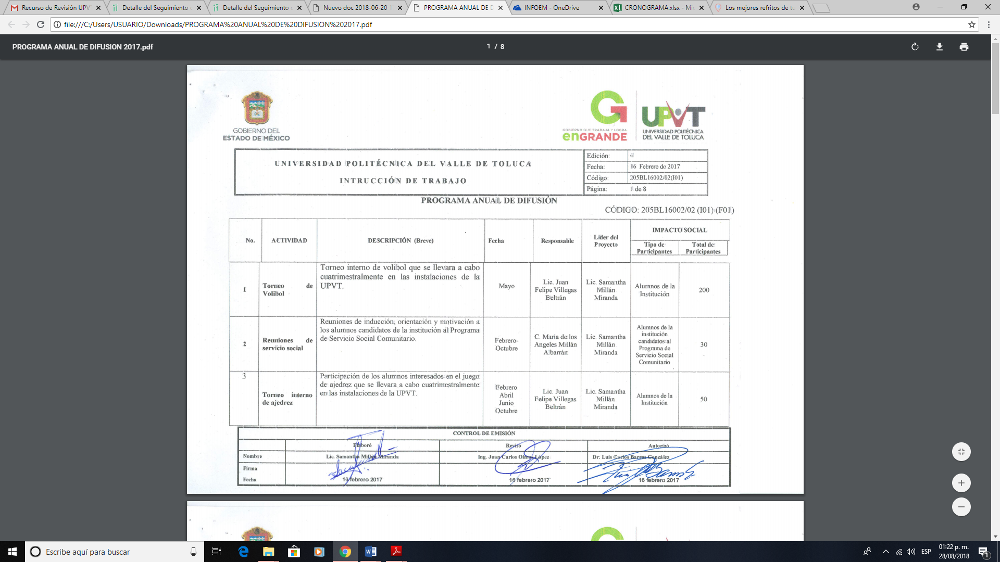 Recurso de Revisión UPV
Detalle del Seguimiento
Detalle del Seguimiento
Nuevo doc 2018-06-20 1
PROGRAMA ANUAL DE D
INFOEM - OneDrive
CRONOGRAMA.xlsx - Mi
Los mejores refritos de tu
file:///C:/Users/USUARIO/Downloads/PROGRAMA%20ANUAL%20DE%20DIFUSION%202017.pdf
PROGRAMA ANUAL DE DIFUSION 2017.pdf
1 / 8
GOBIERNO DEL
ESTADO DE MÉXICO
GOBIERNO QUE TRABAJA Y LOGRA
enGRANDE
UPVT
UNIVERSIDAD POLITÉCNICA
DEL VALLE DE TOLUCA
UNIVERSIDAD POLITÉCNICA DEL VALLE DE TOLUCA
INTRUCCIÓN DE TRABAJO
Edición: 4
Fecha: 16 Febrero de 2017
Código: 205BL16002/02(I01)
Página: 1 de 8
PROGRAMA ANUAL DE DIFUSIÓN
CÓDIGO: 205BL16002/02 (I01) (F01)
No.
ACTIVIDAD
DESCRIPCIÓN (Breve)
Fecha
Responsable
Líder del
Proyecto
IMPACTO SOCIAL
Tipo de
Participantes
Total de
Participantes
1
Torneo de
Volibol
Torneo interno de volibol que se llevara a cabo
cuatrimestralmente en las instalaciones de la
UPVT.
Mayo
Lic. Juan
Felipe Villegas
Beltrán
Lic. Samantha
Millán
Miranda
Alumnos de la
Institución
200
2
Reuniones de
servicio social
Reuniones de inducción, orientación y motivación a
los alumnos candidatos de la institución al Programa
de Servicio Social Comunitario.
Febrero-
Octubre
C. María de los
Angeles Millán
Albarrán
Lic. Samantha
Millán
Miranda
Alumnos de la
institución
candidatos al
Programa de
Servicio Social
Comunitario
30
3
Torneo interno
de ajedrez
Participación de los alumnos interesados en el juego
de ajedrez que se llevara a cabo cuatrimestralmente
en las instalaciones de la UPVT.
Febrero
Abril
Junio
Octubre
Lic. Juan
Felipe Villegas
Beltrán
Lic. Samantha
Millán
Miranda
Alumnos de la
Institución
50
CONTROL DE EMISIÓN
Elaboró
Revisó
Autorizó
Nombre
Lic. Samantha Millán Miranda
Ing. Juan Carlos Olmos López
Dr. Luis Carlos Barros González
Firma
Fecha
16 febrero 2017
16 febrero 2017
16 febrero 2017
GOBIERNO DEL
Escribe aquí para buscar
ESP
01:22 p. m.
28/08/2018
1